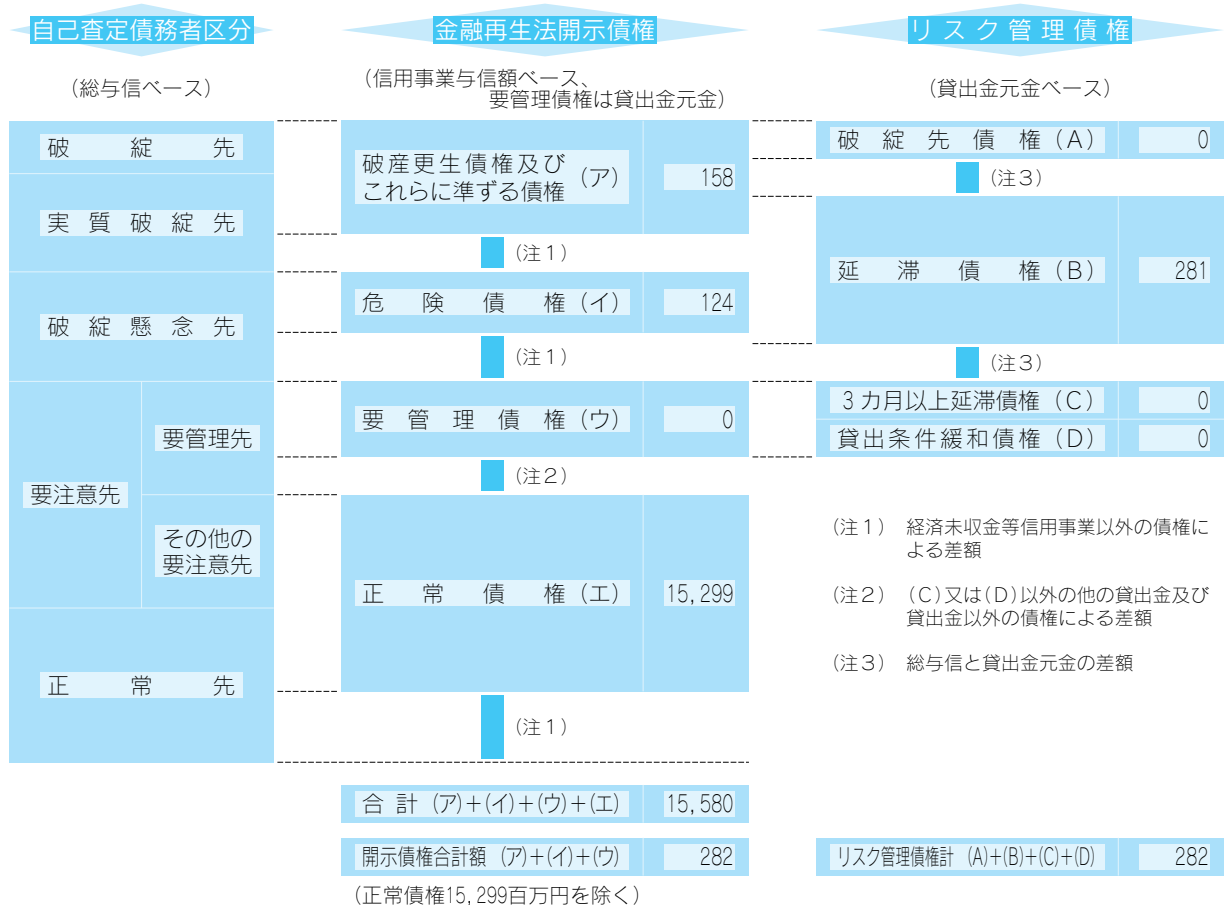 自己査定債務者区分
金融再生法開示債権
リスク管理債権
（総与信ベース）
（信用事業与信額ベース、
要管理債権は貸出金元金）
（貸出金元金ベース）
破綻先
実質破綻先
破綻懸念先
要注意先
要管理先
その他の
要注意先
正常先
破産更生債権及び
これらに準ずる債権（ア） 158
（注１）
危険債権（イ） 124
（注１）
要管理債権（ウ） 0
（注２）
正常債権（エ） 15,299
（注１）
合計 (ア)+(イ)+(ウ)+(エ) 15,580
開示債権合計額 (ア)+(イ)+(ウ) 282
（正常債権15,299百万円を除く）
破綻先債権（Ａ） 0
（注３）
延滞債権（Ｂ） 281
（注３）
３カ月以上延滞債権（Ｃ） 0
貸出条件緩和債権（Ｄ） 0
（注１） 経済未収金等信用事業以外の債権に
よる差額
（注２） （Ｃ）又は（Ｄ）以外の他の貸出金及び
貸出金以外の債権による差額
（注３） 総与信と貸出金元金の差額
リスク管理債権計 (A)+(B)+(C)+(D) 282